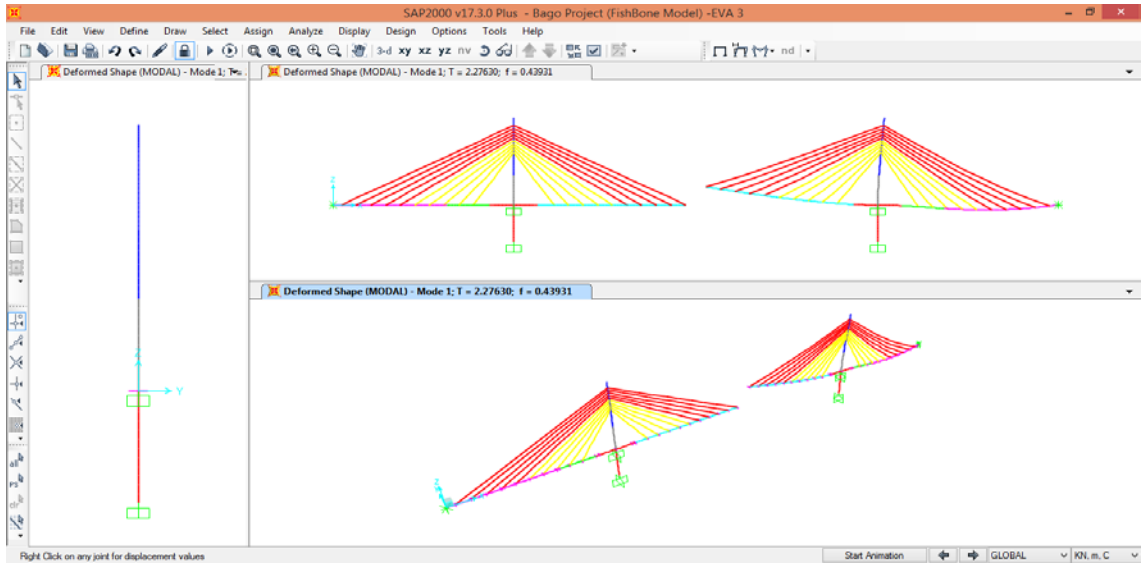 SAP2000 v17.3.0 Plus - Bago Project (FishBone Model) -EVA 3
File Edit View Define Draw Select Assign Analyze Display Design Options Tools Help
3-d xy xz yz nv
nd
Deformed Shape (MODAL) - Mode 1;
Deformed Shape (MODAL) - Mode 1; T = 2.27630; f = 0.43931
Z
Z
Y
Deformed Shape (MODAL) - Mode 1; T = 2.27630; f = 0.43931
Z
all
PS
clr
Right Click on any joint for displacement values
Start Animation
GLOBAL
KN, m, C